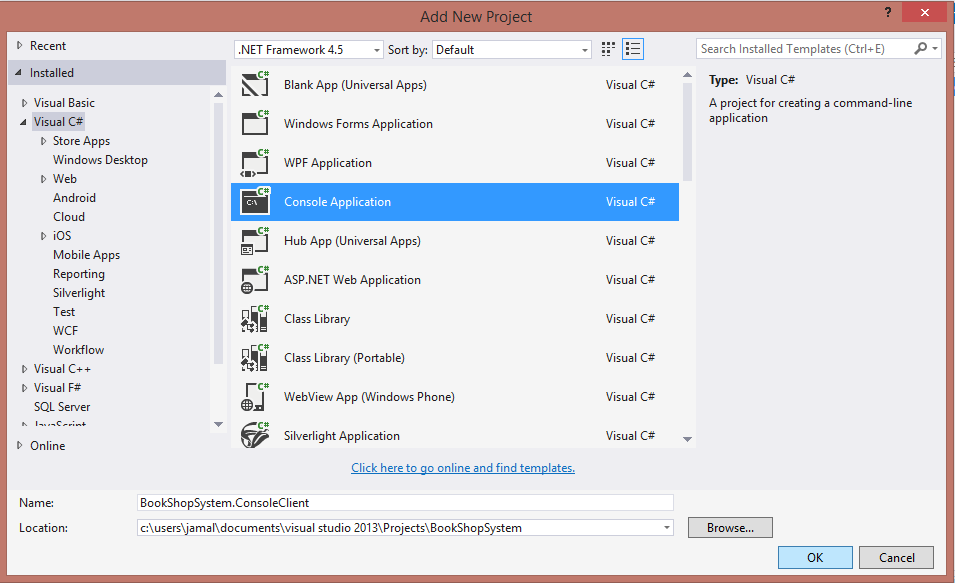 Add New Project
?
Recent
.NET Framework 4.5
Sort by:
Default
Search Installed Templates (Ctrl+E)
Installed
Visual Basic
Visual C#
Store Apps
Windows Desktop
Web
Android
Cloud
iOS
Mobile Apps
Reporting
Silverlight
Test
WCF
Workflow
Visual C++
Visual F#
SQL Server
JavaScript
Online
C# Blank App (Universal Apps) Visual C#
C# Windows Forms Application Visual C#
C# WPF Application Visual C#
C# C:\ Console Application Visual C#
C# Hub App (Universal Apps) Visual C#
C# ASP.NET Web Application Visual C#
C# Class Library Visual C#
C# Class Library (Portable) Visual C#
C# WebView App (Windows Phone) Visual C#
C# Silverlight Application Visual C#
Click here to go online and find templates.
Type: Visual C#
A project for creating a command-line
application
Name: BookShopSystem.ConsoleClient
Location: c:\users\jamal\documents\visual studio 2013\Projects\BookShopSystem
Browse...
OK
Cancel